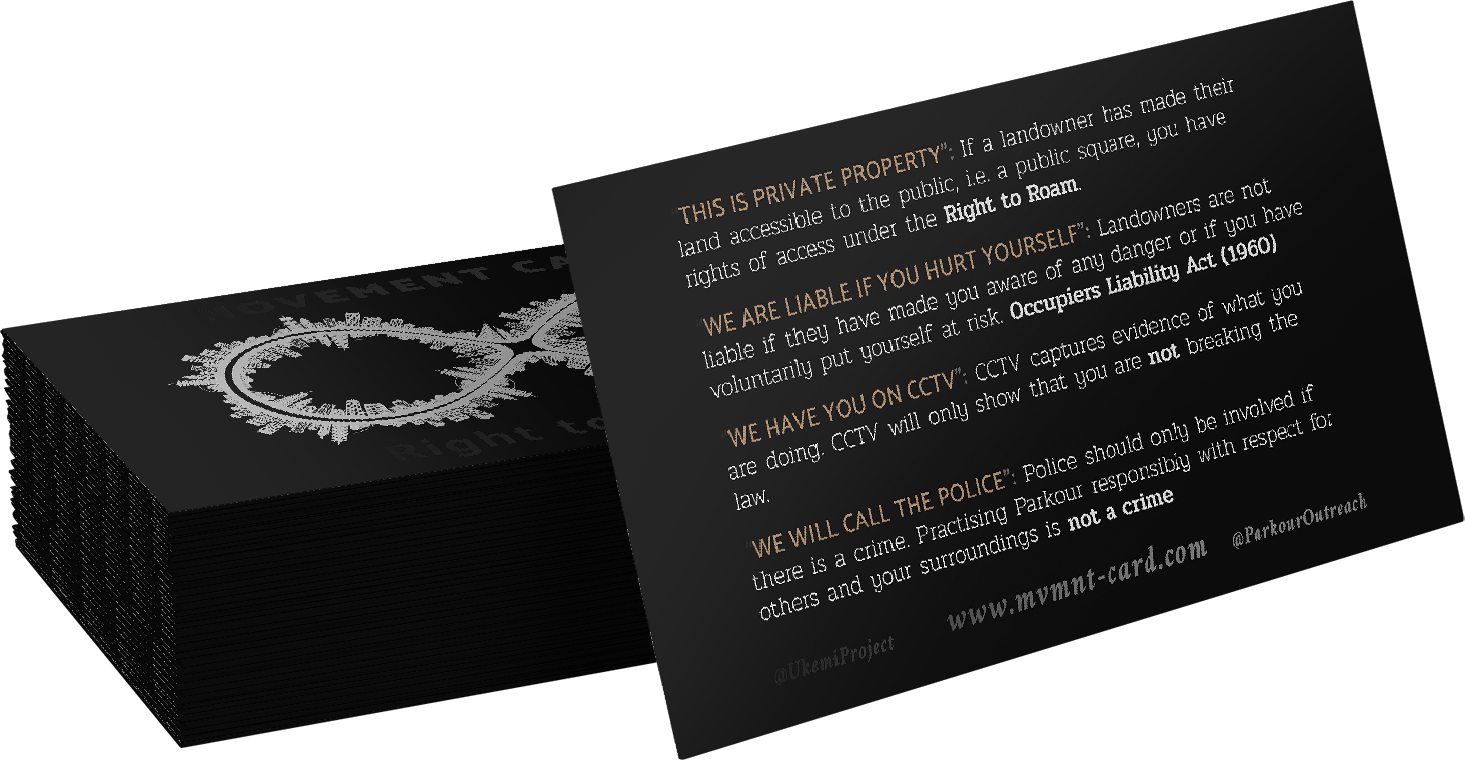 MOVEMENT CA
Right to
"THIS IS PRIVATE PROPERTY": If a landowner has made their
land accessible to the public, i.e. a public square, you have
rights of access under the Right to Roam.
"WE ARE LIABLE IF YOU HURT YOURSELF": Landowners are not
liable if they have made you aware of any danger or if you have
voluntarily put yourself at risk. Occupiers Liability Act (1960)
"WE HAVE YOU ON CCTV": CCTV captures evidence of what you
are doing. CCTV will only show that you are not breaking the
law.
"WE WILL CALL THE POLICE": Police should only be involved if
there is a crime. Practising Parkour responsibly with respect for
others and your surroundings is not a crime
@UkemiProject www.mvmnt-card.com @ParkourOutreach